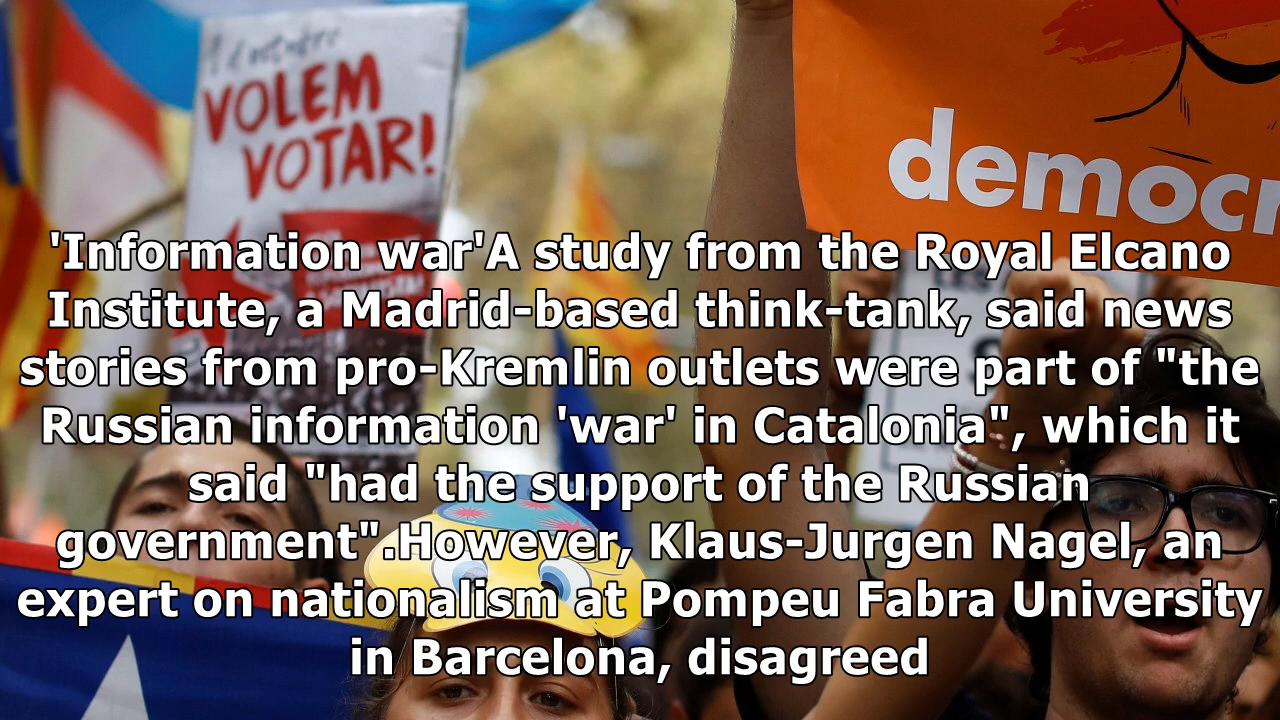 VOLEM
VOTAR!
democr
'Information war'A study from the Royal Elcano
Institute, a Madrid-based think-tank, said news
stories from pro-Kremlin outlets were part of "the
Russian information 'war' in Catalonia", which it
said "had the support of the Russian
government".However, Klaus-Jurgen Nagel, an
expert on nationalism at Pompeu Fabra University
in Barcelona, disagreed